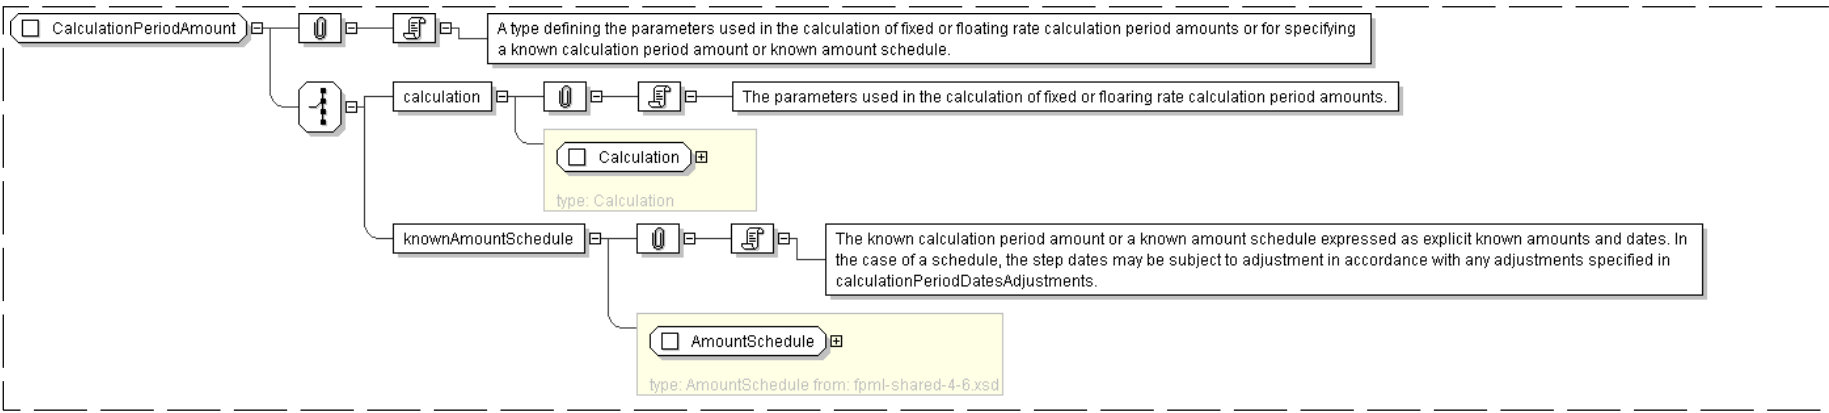 CalculationPeriodAmount
A type defining the parameters used in the calculation of fixed or floating rate calculation period amounts or for specifying
a known calculation period amount or known amount schedule.
calculation
The parameters used in the calculation of fixed or floaring rate calculation period amounts.
Calculation
type: Calculation
knownAmountSchedule
The known calculation period amount or a known amount schedule expressed as explicit known amounts and dates. In
the case of a schedule, the step dates may be subject to adjustment in accordance with any adjustments specified in
calculationPeriodDatesAdjustments.
AmountSchedule
type: AmountSchedule from: fpml-shared-4-6.xsd